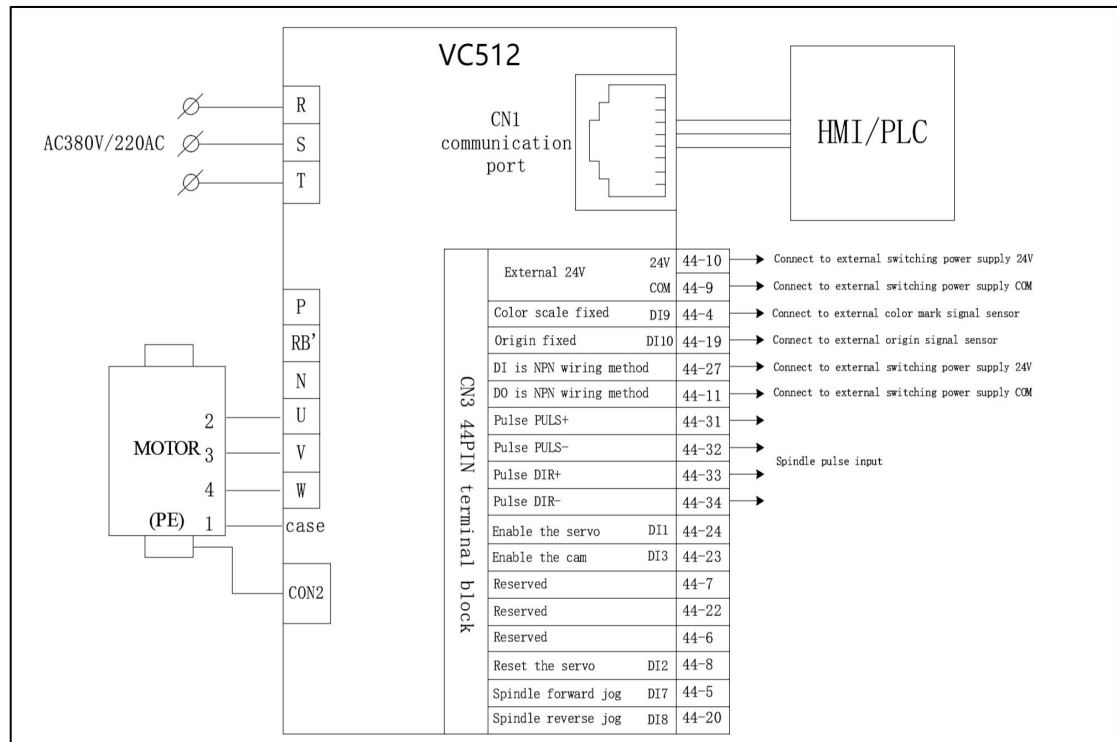 VC512
R
S
T
AC380V/220AC
CN1
communication
port
HMI/PLC
P
RB’
N
U
V
W
case
CON2
MOTOR
2
3
4
(PE) 1
CN3 44PIN terminal block
External 24V
24V 44-10 Connect to external switching power supply 24V
COM 44-9 Connect to external switching power supply COM
Color scale fixed DI9 44-4 Connect to external color mark signal sensor
Origin fixed DI10 44-19 Connect to external origin signal sensor
DI is NPN wiring method 44-27 Connect to external switching power supply 24V
DO is NPN wiring method 44-11 Connect to external switching power supply COM
Pulse PULS+ 44-31
Pulse PULS- 44-32
Spindle pulse input
Pulse DIR+ 44-33
Pulse DIR- 44-34
Enable the servo DI1 44-24
Enable the cam DI3 44-23
Reserved 44-7
Reserved 44-22
Reserved 44-6
Reset the servo DI2 44-8
Spindle forward jog DI7 44-5
Spindle reverse jog DI8 44-20